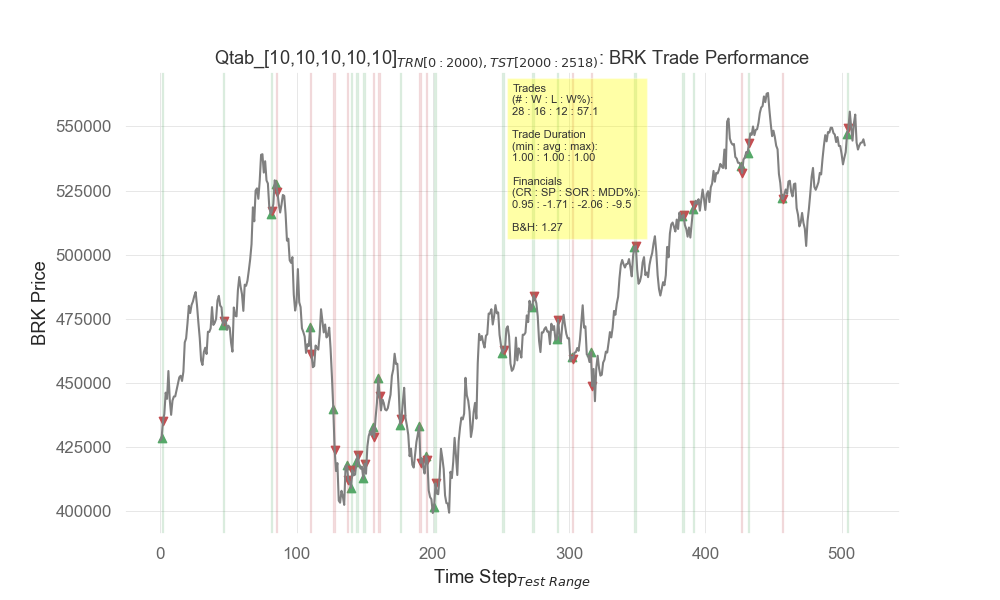 Qtab_[10,10,10,10,10]TRN[0 : 2000), TST[2000 : 2518): BRK Trade Performance
Trades
(# : W : L : W%):
28 : 16 : 12 : 57.1
Trade Duration
(min : avg : max):
1.00 : 1.00 : 1.00
Financials
(CR : SP : SOR : MDD%):
0.95 : -1.71 : -2.06 : -9.5
B&H: 1.27
BRK Price
550000
525000
500000
475000
450000
425000
400000
0 100 200 300 400 500
Time StepTest Range